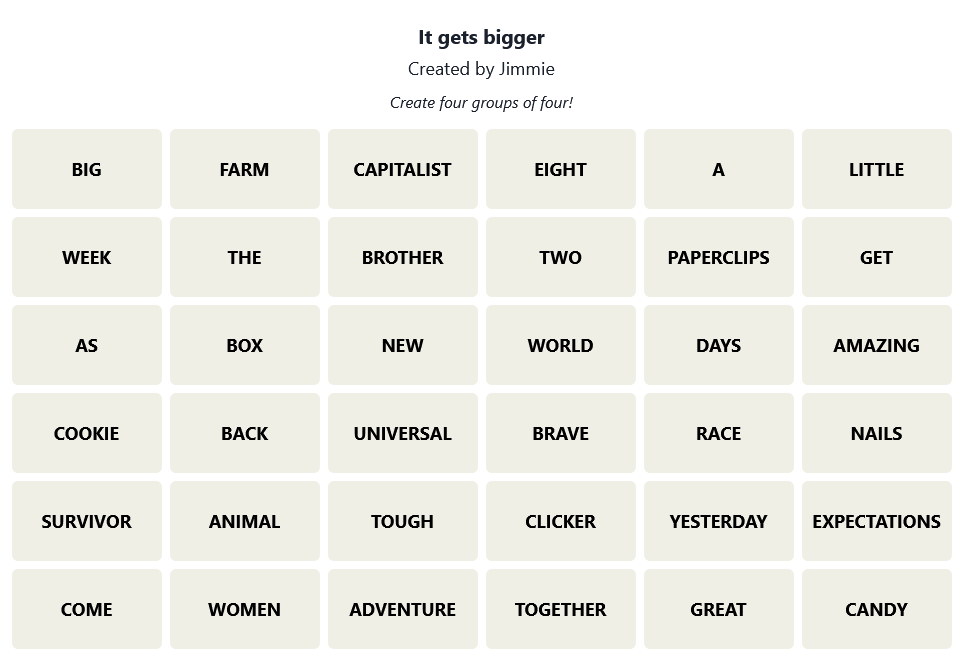 It gets bigger
Created by Jimmie
Create four groups of four!
BIG FARM CAPITALIST EIGHT A LITTLE
WEEK THE BROTHER TWO PAPERCLIPS GET
AS BOX NEW WORLD DAYS AMAZING
COOKIE BACK UNIVERSAL BRAVE RACE NAILS
SURVIVOR ANIMAL TOUGH CLICKER YESTERDAY EXPECTATIONS
COME WOMEN ADVENTURE TOGETHER GREAT CANDY